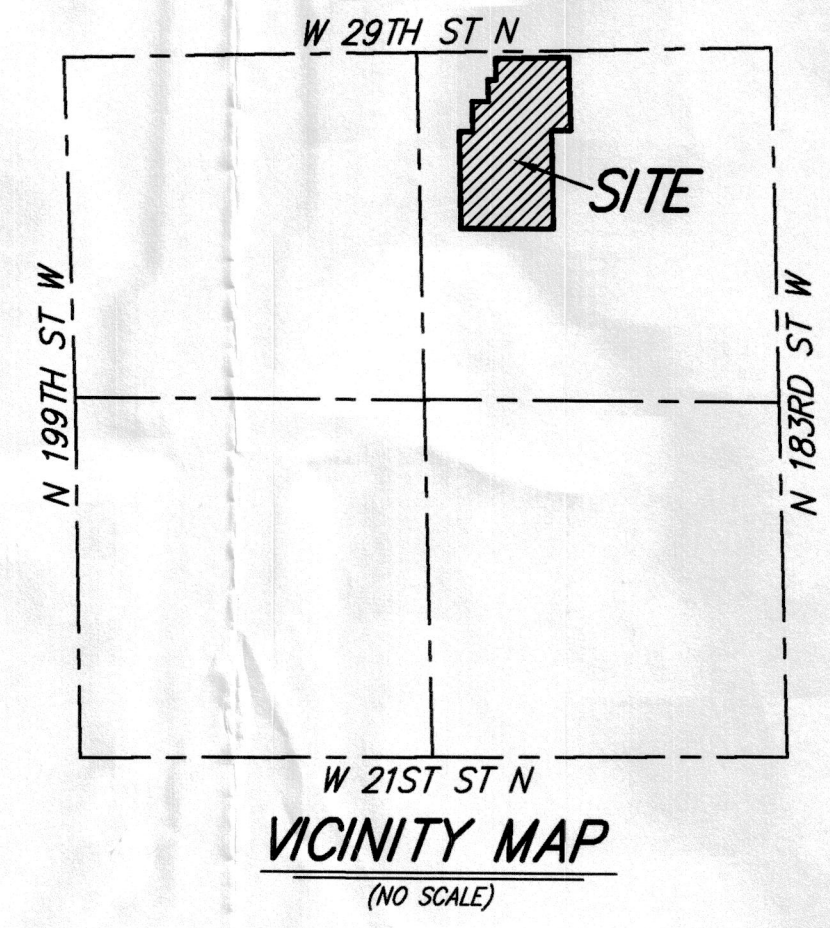 W 29TH ST N
SITE
N 199TH ST W
N 183RD ST W
W 21ST ST N
VICINITY MAP
(NO SCALE)